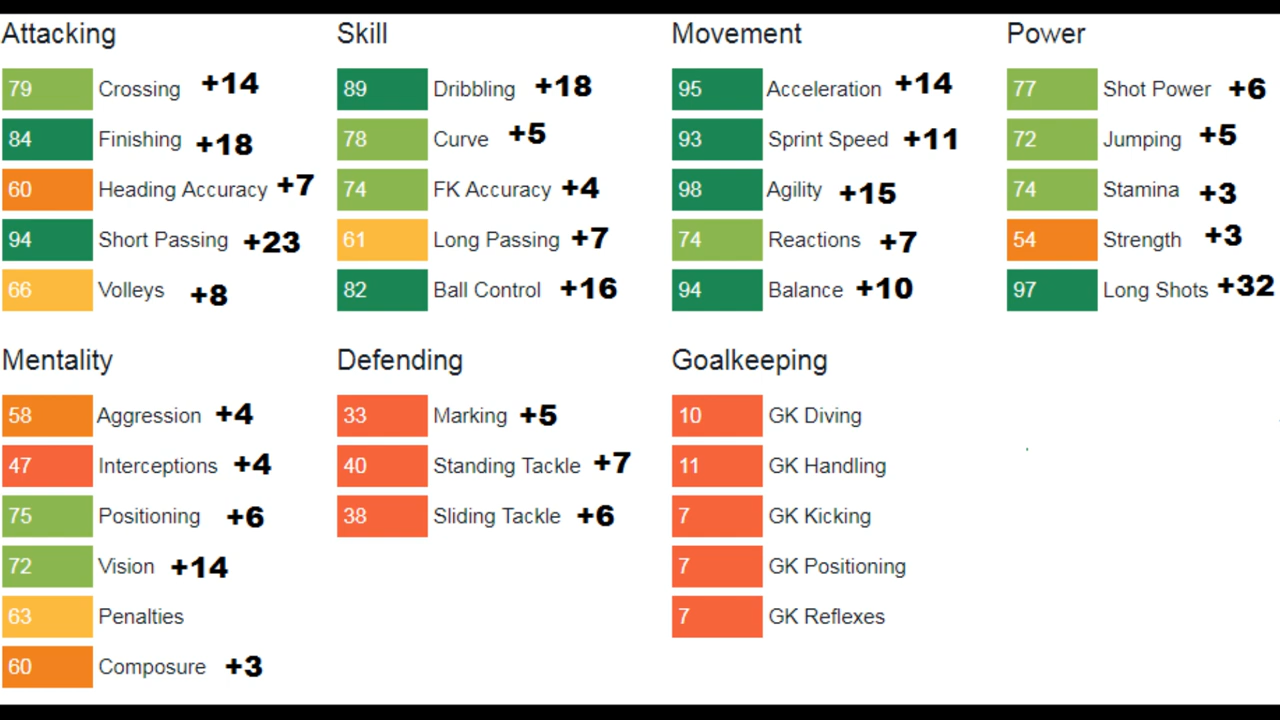 Attacking
79 Crossing +14
84 Finishing +18
60 Heading Accuracy +7
94 Short Passing +23
66 Volleys +8
Skill
89 Dribbling +18
78 Curve +5
74 FK Accuracy +4
61 Long Passing +7
82 Ball Control +16
Movement
95 Acceleration +14
93 Sprint Speed +11
98 Agility +15
74 Reactions +7
94 Balance +10
Power
77 Shot Power +6
72 Jumping +5
74 Stamina +3
54 Strength +3
97 Long Shots +32
Mentality
58 Aggression +4
47 Interceptions +4
75 Positioning +6
72 Vision +14
63 Penalties
60 Composure +3
Defending
33 Marking +5
40 Standing Tackle +7
38 Sliding Tackle +6
Goalkeeping
10 GK Diving
11 GK Handling
7 GK Kicking
7 GK Positioning
7 GK Reflexes